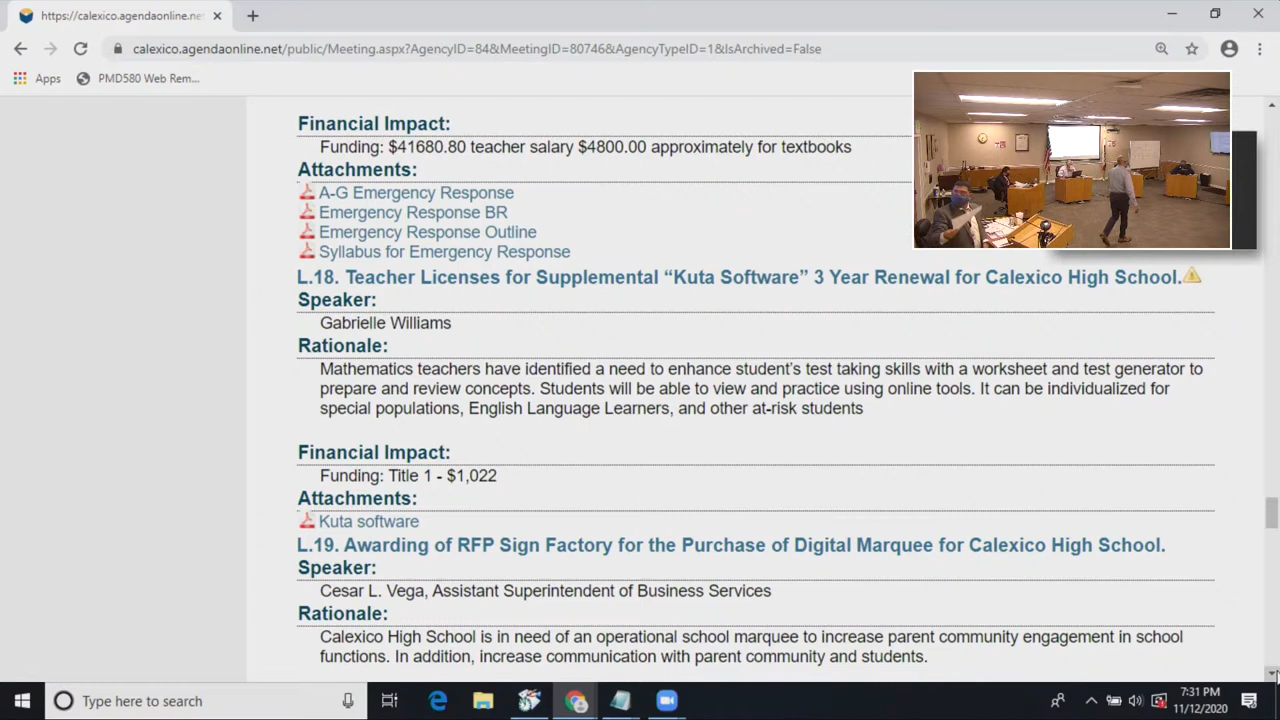 https://calexico.agendaonline.net
calexico.agendaonline.net/public/Meeting.aspx?AgencyID=84&MeetingID=80746&AgencyTypeID=1&IsArchived=False
Apps
PMD580 Web Rem...
Financial Impact:
Funding: $41680.80 teacher salary $4800.00 approximately for textbooks
Attachments:
A-G Emergency Response
Emergency Response BR
Emergency Response Outline
Syllabus for Emergency Response
L.18. Teacher Licenses for Supplemental “Kuta Software” 3 Year Renewal for Calexico High School.
Speaker:
Gabrielle Williams
Rationale:
Mathematics teachers have identified a need to enhance student’s test taking skills with a worksheet and test generator to
prepare and review concepts. Students will be able to view and practice using online tools. It can be individualized for
special populations, English Language Learners, and other at-risk students
Financial Impact:
Funding: Title 1 - $1,022
Attachments:
Kuta software
L.19. Awarding of RFP Sign Factory for the Purchase of Digital Marquee for Calexico High School.
Speaker:
Cesar L. Vega, Assistant Superintendent of Business Services
Rationale:
Calexico High School is in need of an operational school marquee to increase parent community engagement in school
functions. In addition, increase communication with parent community and students.
Type here to search
7:31 PM
11/12/2020